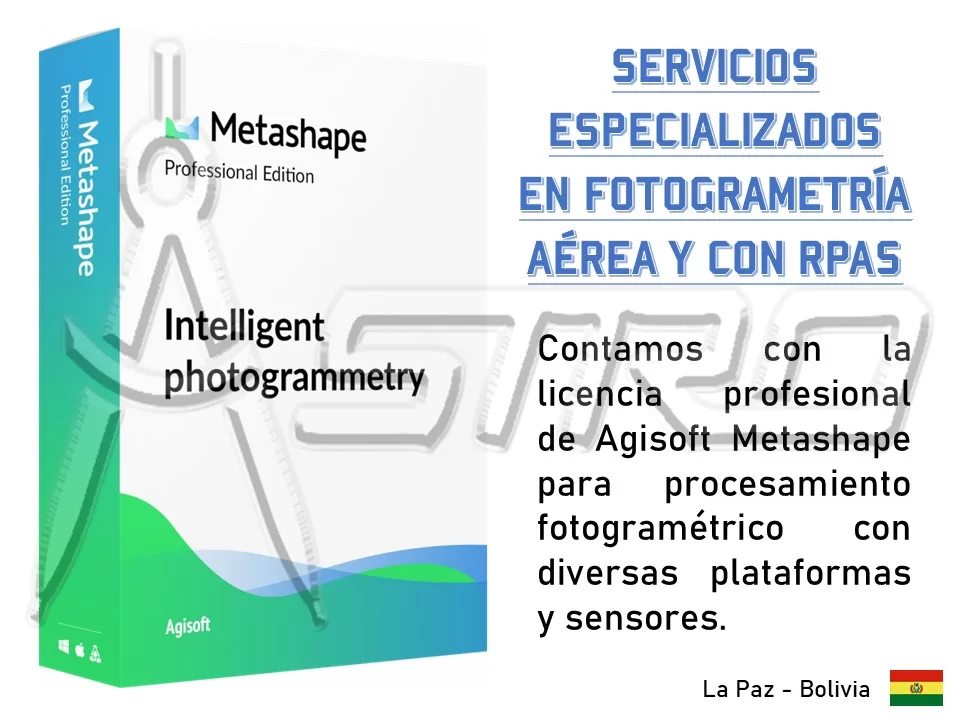 Metashape
Professional Edition
Metashape
Professional Edition
Intelligent
photogrammetry
Agisoft
SERVICIOS
ESPECIALIZADOS
EN FOTOGRAMETRÍA
AÉREA Y CON RPAS
Contamos con la
licencia profesional
de Agisoft Metashape
para procesamiento
fotogramétrico con
diversas plataformas
y sensores.
ASTRO
La Paz - Bolivia